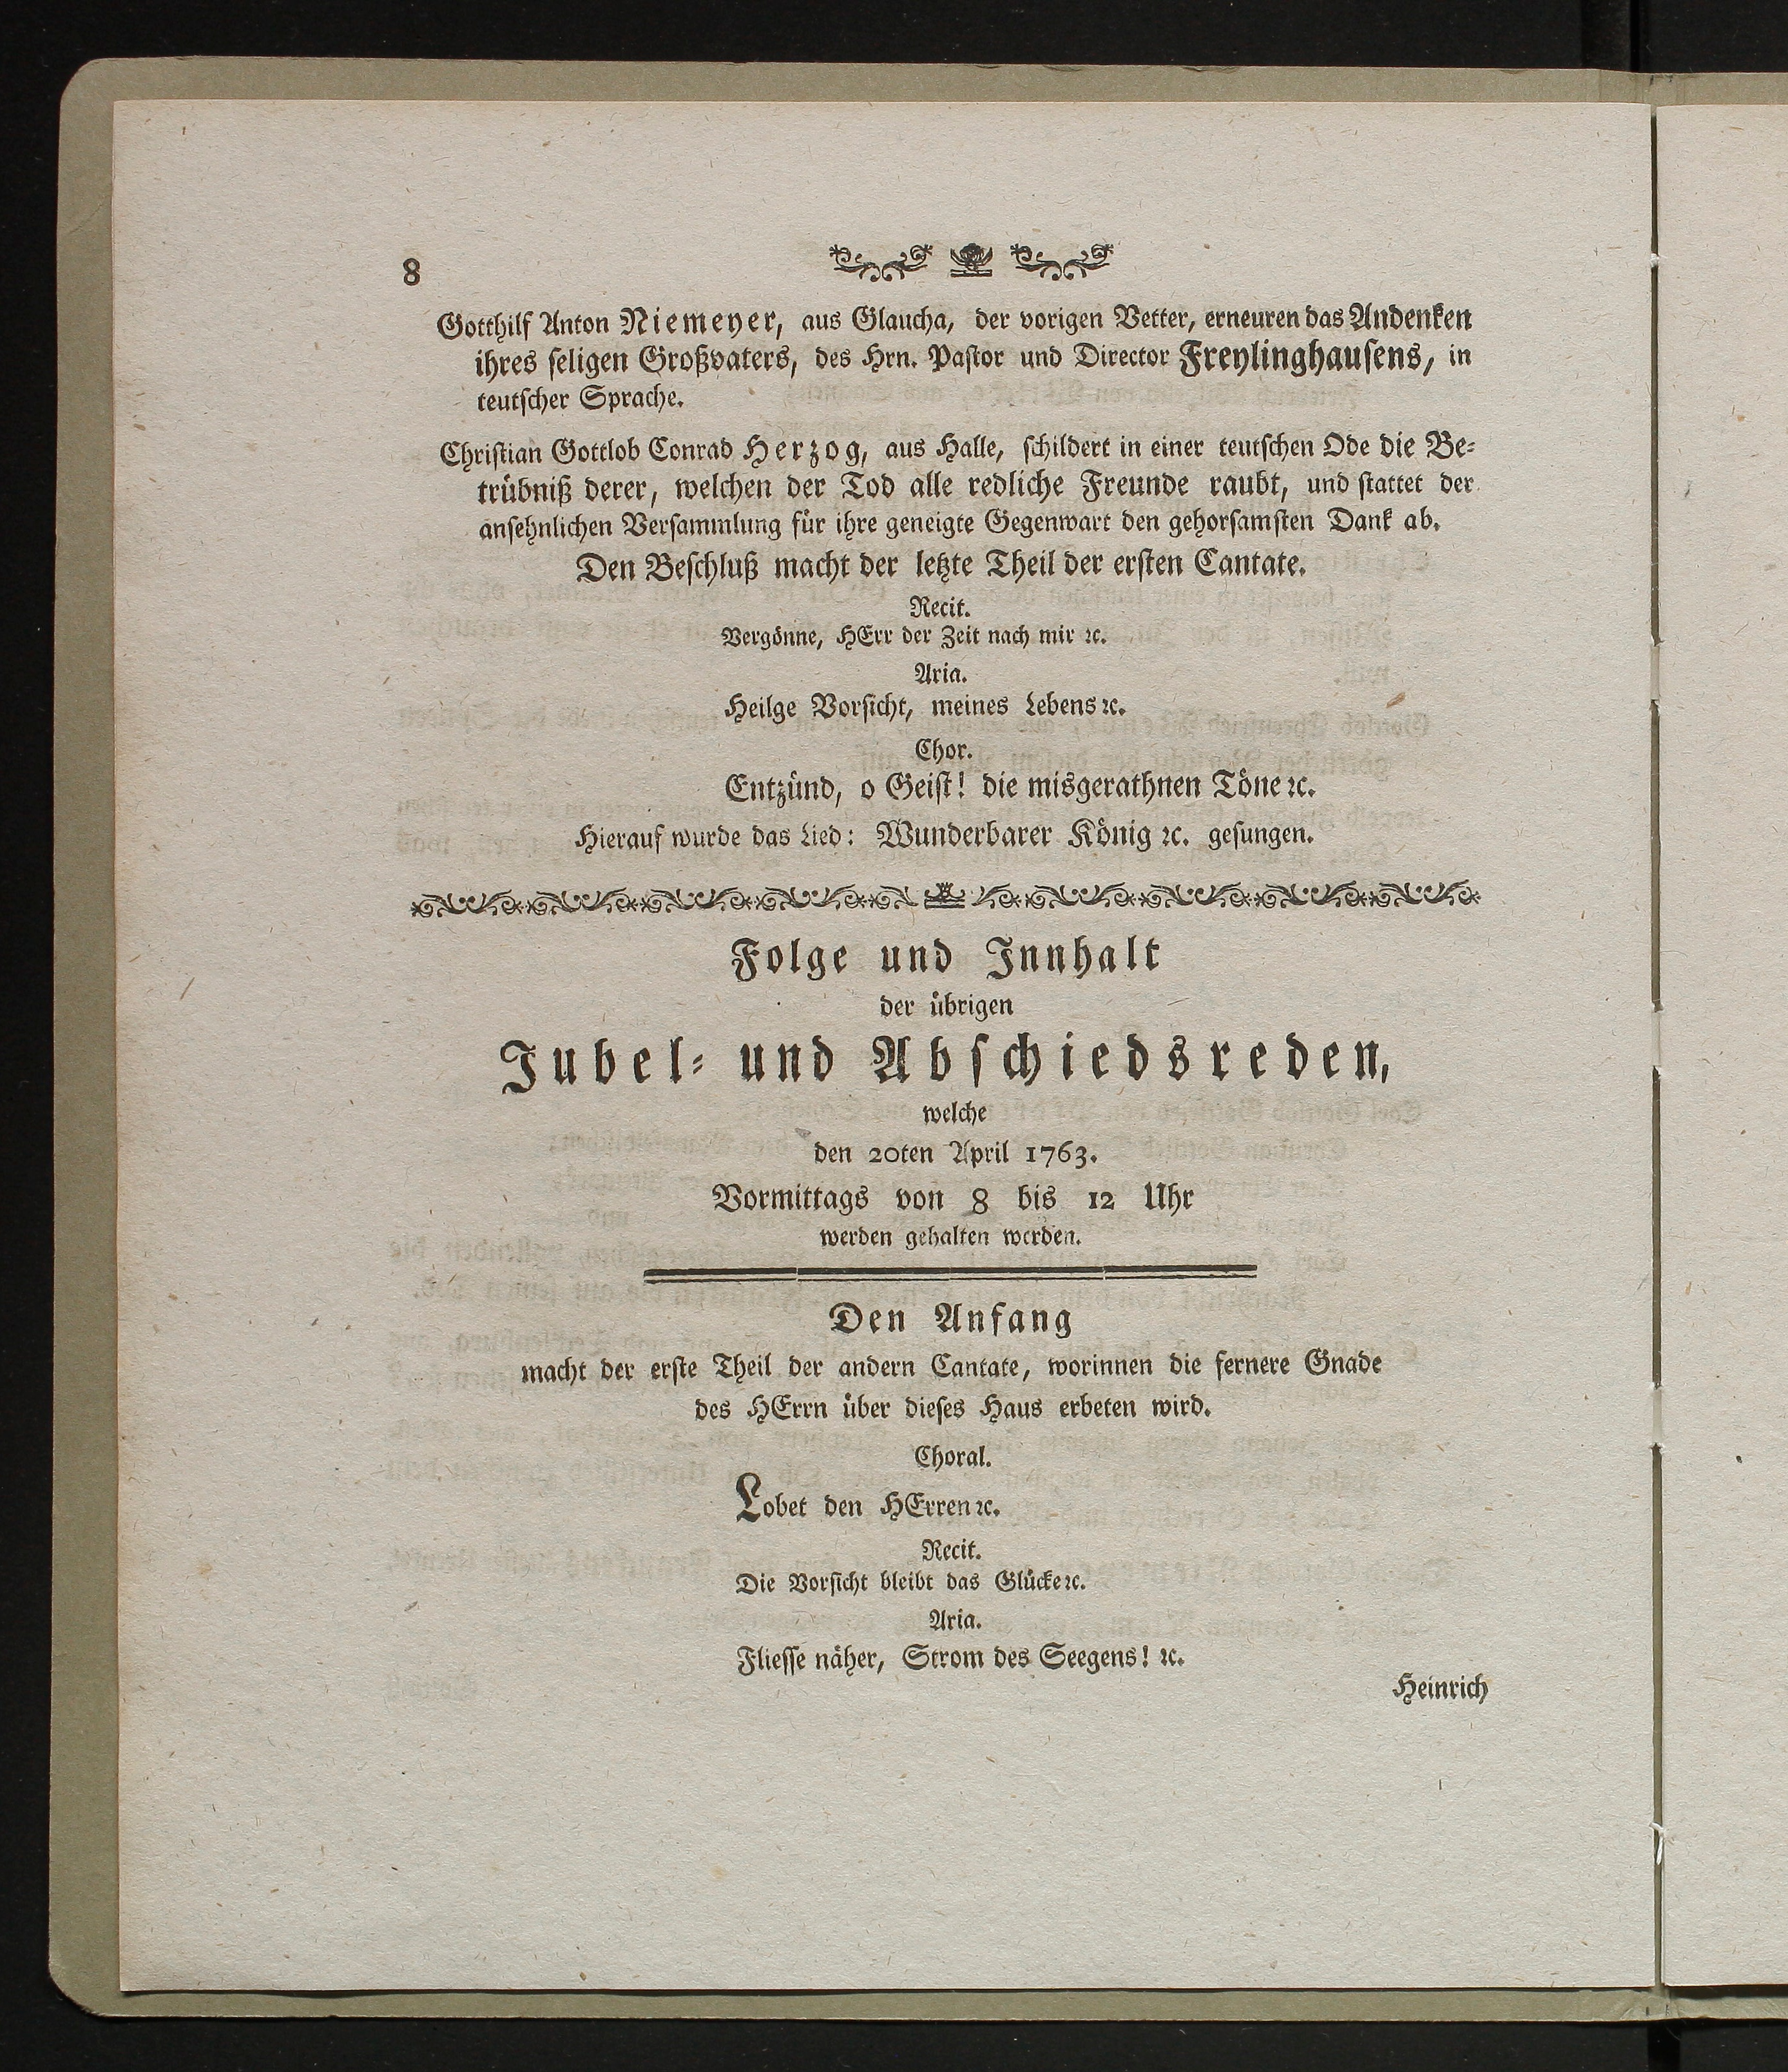 8
Gotthilf Anton Niemeyer, aus Glaucha, der vorigen Vetter, erneuren das Andenken
ihres seligen Großvaters, des Hrn. Pastor und Director Freylinghausens, in
teutscher Sprache.
Christian Gottlob Conrad Herzog, aus Halle, schildert in einer teutschen Ode die Be-
trübniß derer, welchen der Tod alle redliche Freunde raubt, und stattet der
ansehnlichen Versammlung für ihre geneigte Gegenwart den gehorsamsten Dank ab.
Den Beschluß macht der letzte Theil der ersten Cantate.
Recit.
Vergönne, HErr der Zeit nach mir ꝛc.
Aria.
Heilge Vorsicht, meines Lebens ꝛc.
Chor.
Entzünd, o Geist! die misgerathnen Töne ꝛc.
Hierauf wurde das Lied: Wunderbarer König ꝛc. gesungen.
Folge und Innhalt
der übrigen
Jubel- und Abschiedsreden,
welche
den 20ten April 1763.
Vormittags von 8 bis 12 Uhr
werden gehalten werden.
Den Anfang
macht der erste Theil der andern Cantate, worinnen die fernere Gnade
des HErrn über dieses Haus erbeten wird.
Choral.
Lobet den HErren ꝛc.
Recit.
Die Vorsicht bleibt das Glücke ꝛc.
Aria.
Fliesse näher, Strom des Seegens! ꝛc.
Heinrich